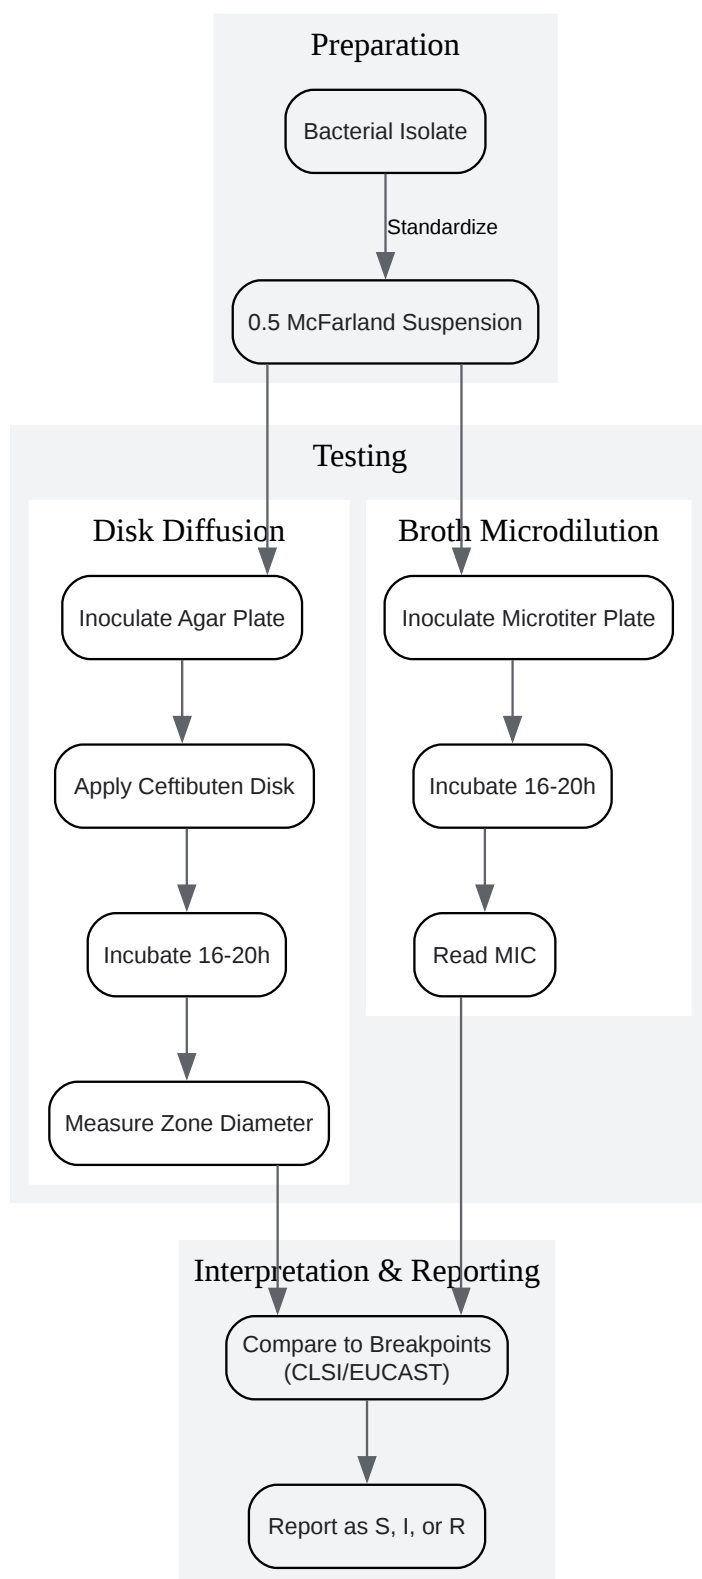 Preparation
Bacterial Isolate
Standardize
0.5 McFarland Suspension
Testing
Disk Diffusion
Inoculate Agar Plate
Apply Ceftibuten Disk
Incubate 16-20h
Measure Zone Diameter
Broth Microdilution
Inoculate Microtiter Plate
Incubate 16-20h
Read MIC
Interpretation & Reporting
Compare to Breakpoints
(CLSI/EUCAST)
Report as S, I, or R